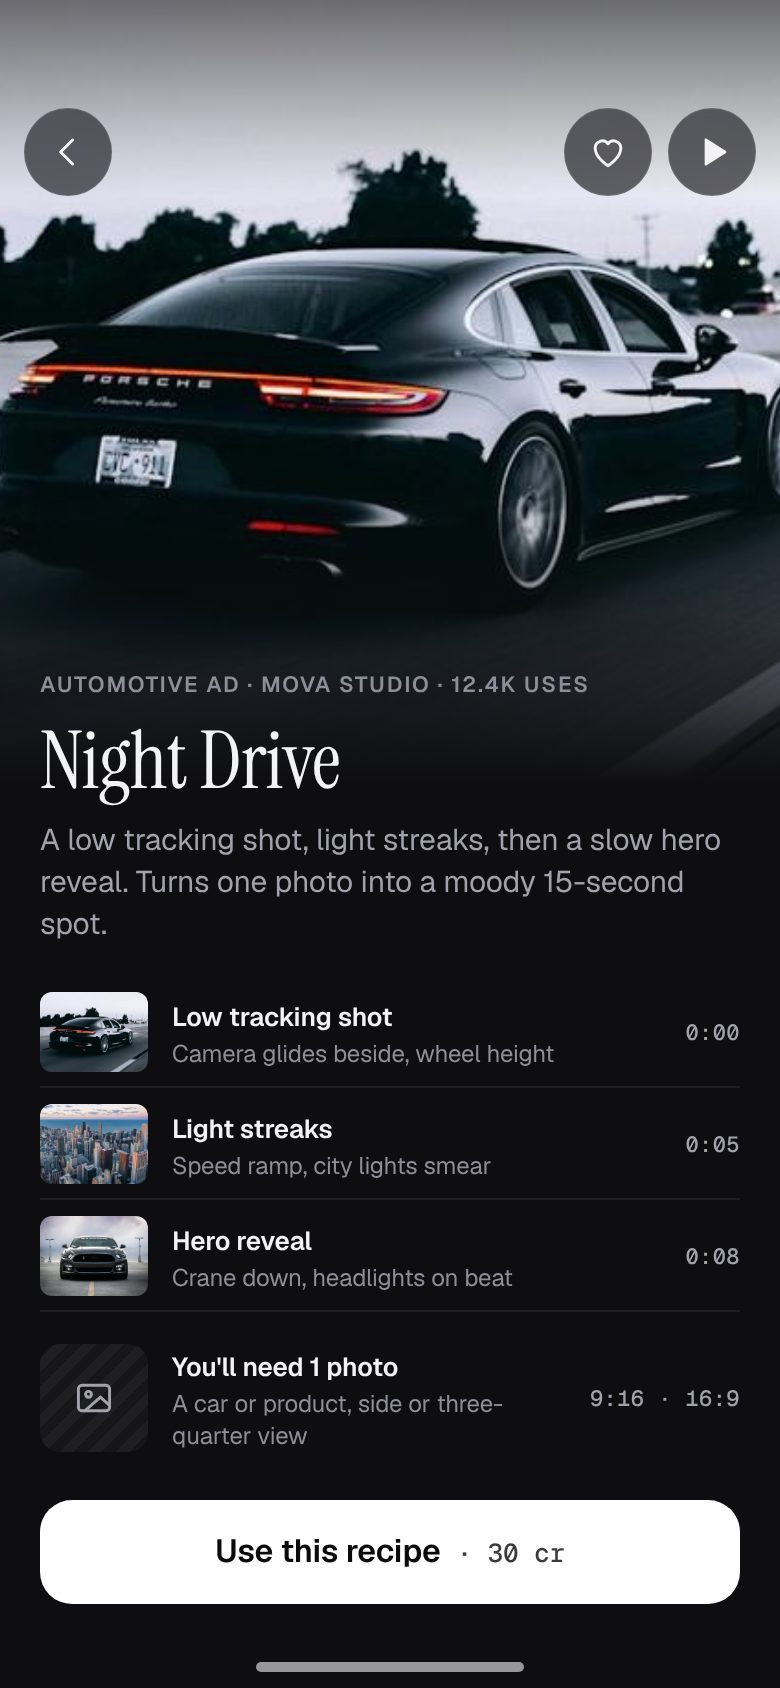 PORSCHE
AUTOMOTIVE AD · MOVA STUDIO · 12.4K USES
Night Drive
A low tracking shot, light streaks, then a slow hero
reveal. Turns one photo into a moody 15-second
spot.
Low tracking shot
Camera glides beside, wheel height
0:00
Light streaks
Speed ramp, city lights smear
0:05
Hero reveal
Crane down, headlights on beat
0:08
You'll need 1 photo
A car or product, side or three-
quarter view
9:16 · 16:9
Use this recipe · 30 cr